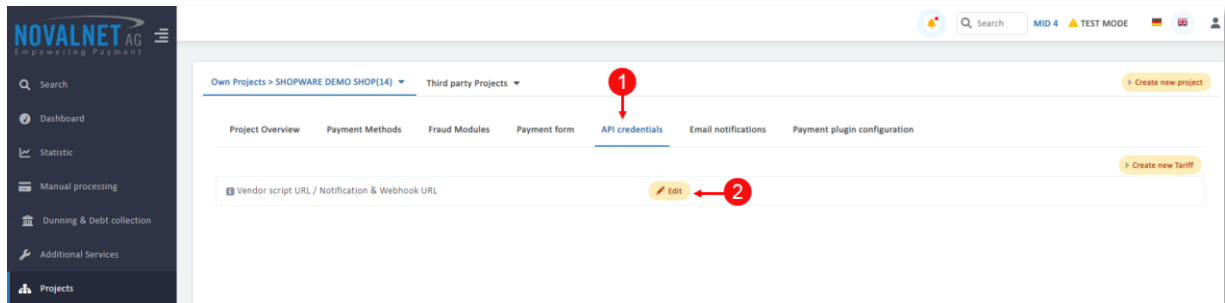 NOVALNET AG
Empowering Payment
Search
MID 4
TEST MODE
Search
Dashboard
Statistic
Manual processing
Dunning & Debt collection
Additional Services
Projects
Own Projects > SHOPWARE DEMO SHOP(14)
Third party Projects
1
Create new project
Project Overview
Payment Methods
Fraud Modules
Payment form
API credentials
Email notifications
Payment plugin configuration
Create new Tariff
Vendor script URL / Notification & Webhook URL
Edit
2